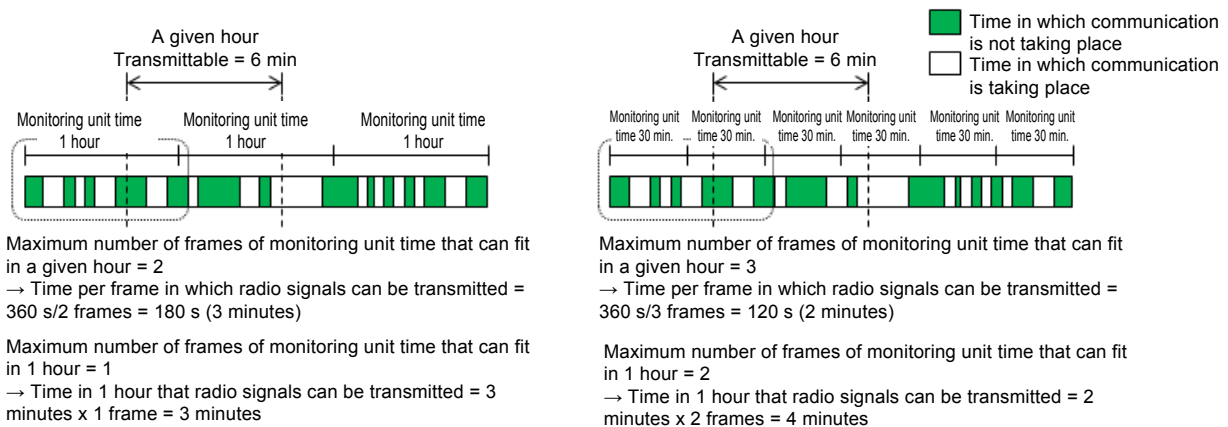 A given hour
Transmittable = 6 min
Monitoring unit time
1 hour
Monitoring unit time
1 hour
Monitoring unit time
1 hour
Maximum number of frames of monitoring unit time that can fit
in a given hour = 2
→ Time per frame in which radio signals can be transmitted =
360 s/2 frames = 180 s (3 minutes)
Maximum number of frames of monitoring unit time that can fit
in 1 hour = 1
→ Time in 1 hour that radio signals can be transmitted = 3
minutes x 1 frame = 3 minutes
Time in which communication
is not taking place
Time in which communication
is taking place
A given hour
Transmittable = 6 min
Monitoring unit
time 30 min.
...
Monitoring unit
time 30 min.
Monitoring unit
time 30 min.
Monitoring unit
time 30 min.
Monitoring unit
time 30 min.
Monitoring unit
time 30 min.
Maximum number of frames of monitoring unit time that can fit
in a given hour = 3
→ Time per frame in which radio signals can be transmitted =
360 s/3 frames = 120 s (2 minutes)
Maximum number of frames of monitoring unit time that can fit
in 1 hour = 2
→ Time in 1 hour that radio signals can be transmitted = 2
minutes x 2 frames = 4 minutes